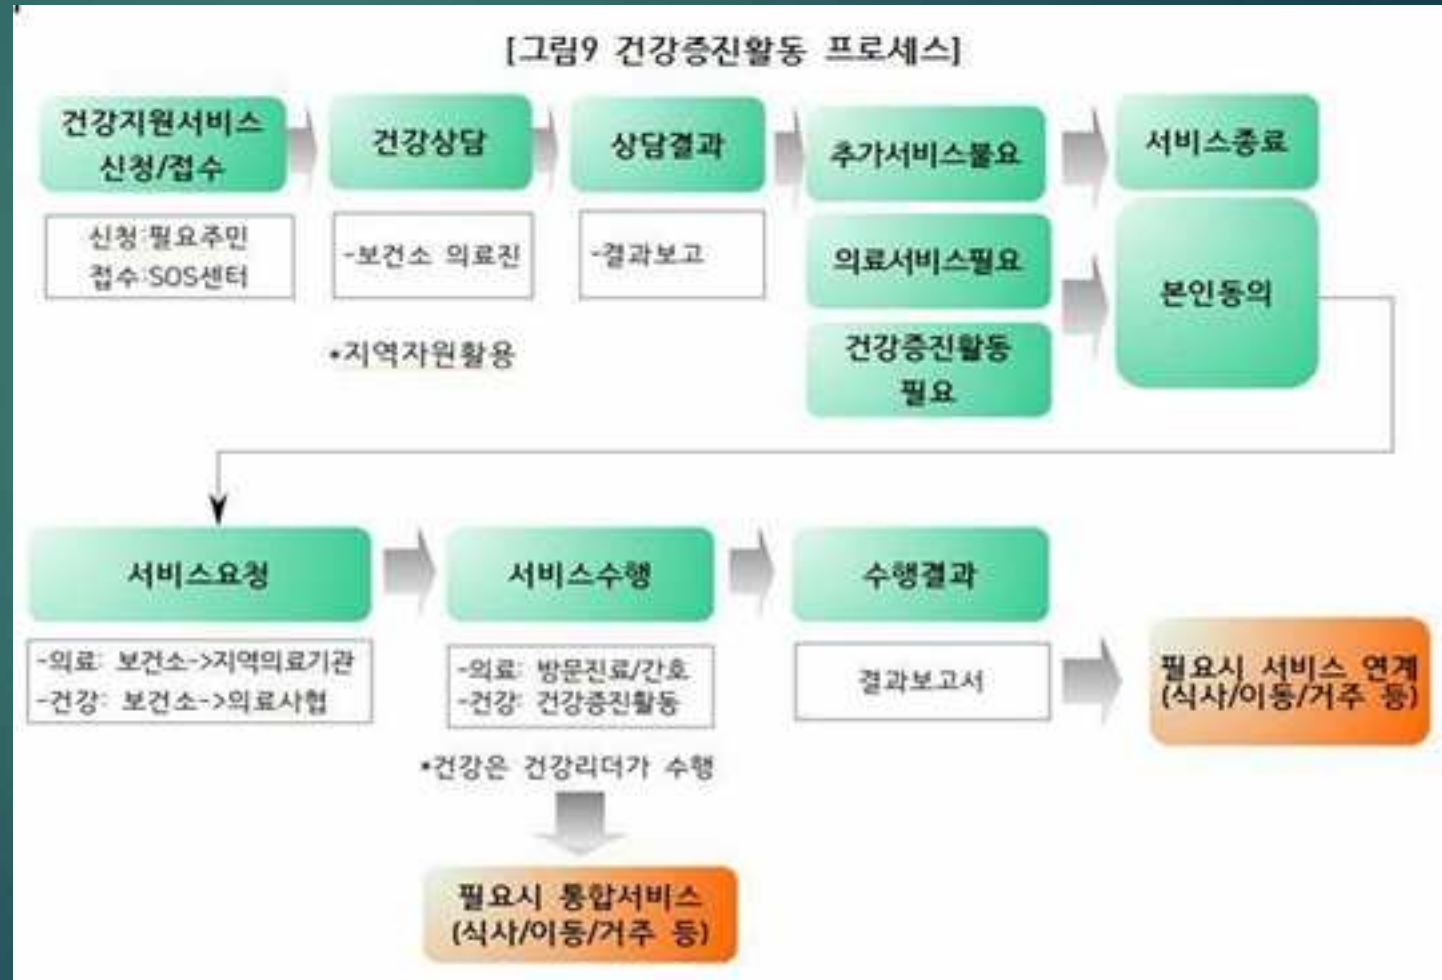 [그림9 건강증진활동 프로세스]
건강지원서비스
신청/접수
건강상담
상담결과
추가서비스불요
서비스종료
신청:필요주민
접수:SOS센터
-보건소 의료진
-결과보고
의료서비스필요
본인동의
*지역자원활용
건강증진활동
필요
서비스요청
서비스수행
수행결과
-의료: 보건소->지역의료기관
-건강: 보건소->의료사협
-의료: 방문진료/간호
-건강: 건강증진활동
결과보고서
필요시 서비스 연계
(식사/이동/거주 등)
*건강은 건강리더가 수행
필요시 통합서비스
(식사/이동/거주 등)